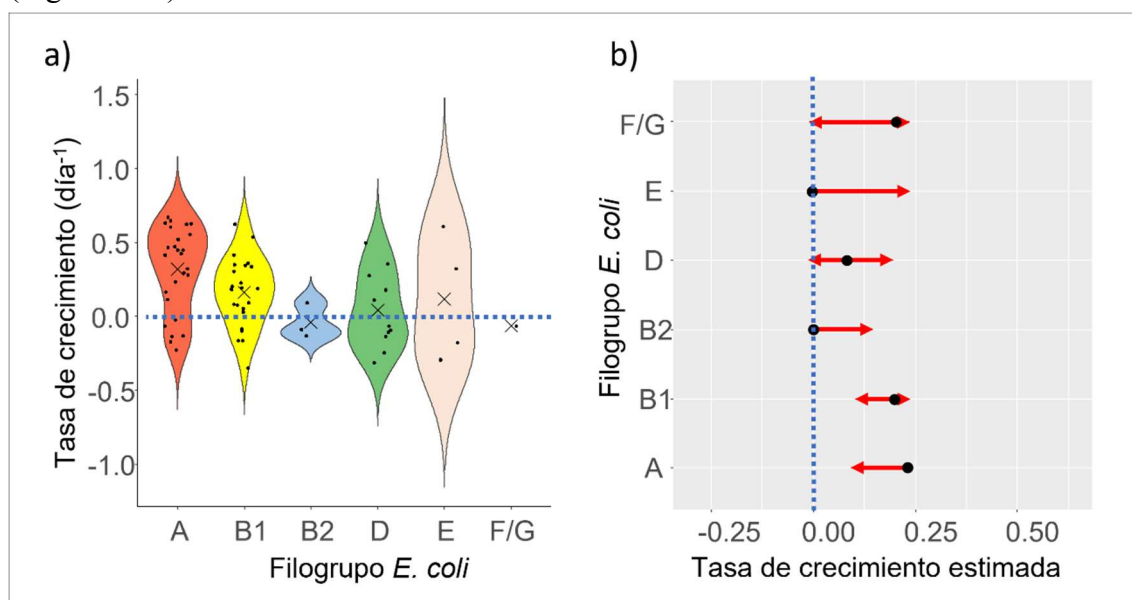 a)
Tasa de crecimiento (día⁻¹)
1.5
1.0
0.5
0.0
-0.5
-1.0
A B1 B2 D E F/G
Filogrupo E. coli
b)
Filogrupo E. coli
F/G
E
D
B2
B1
A
-0.25 0.00 0.25 0.50
Tasa de crecimiento estimada